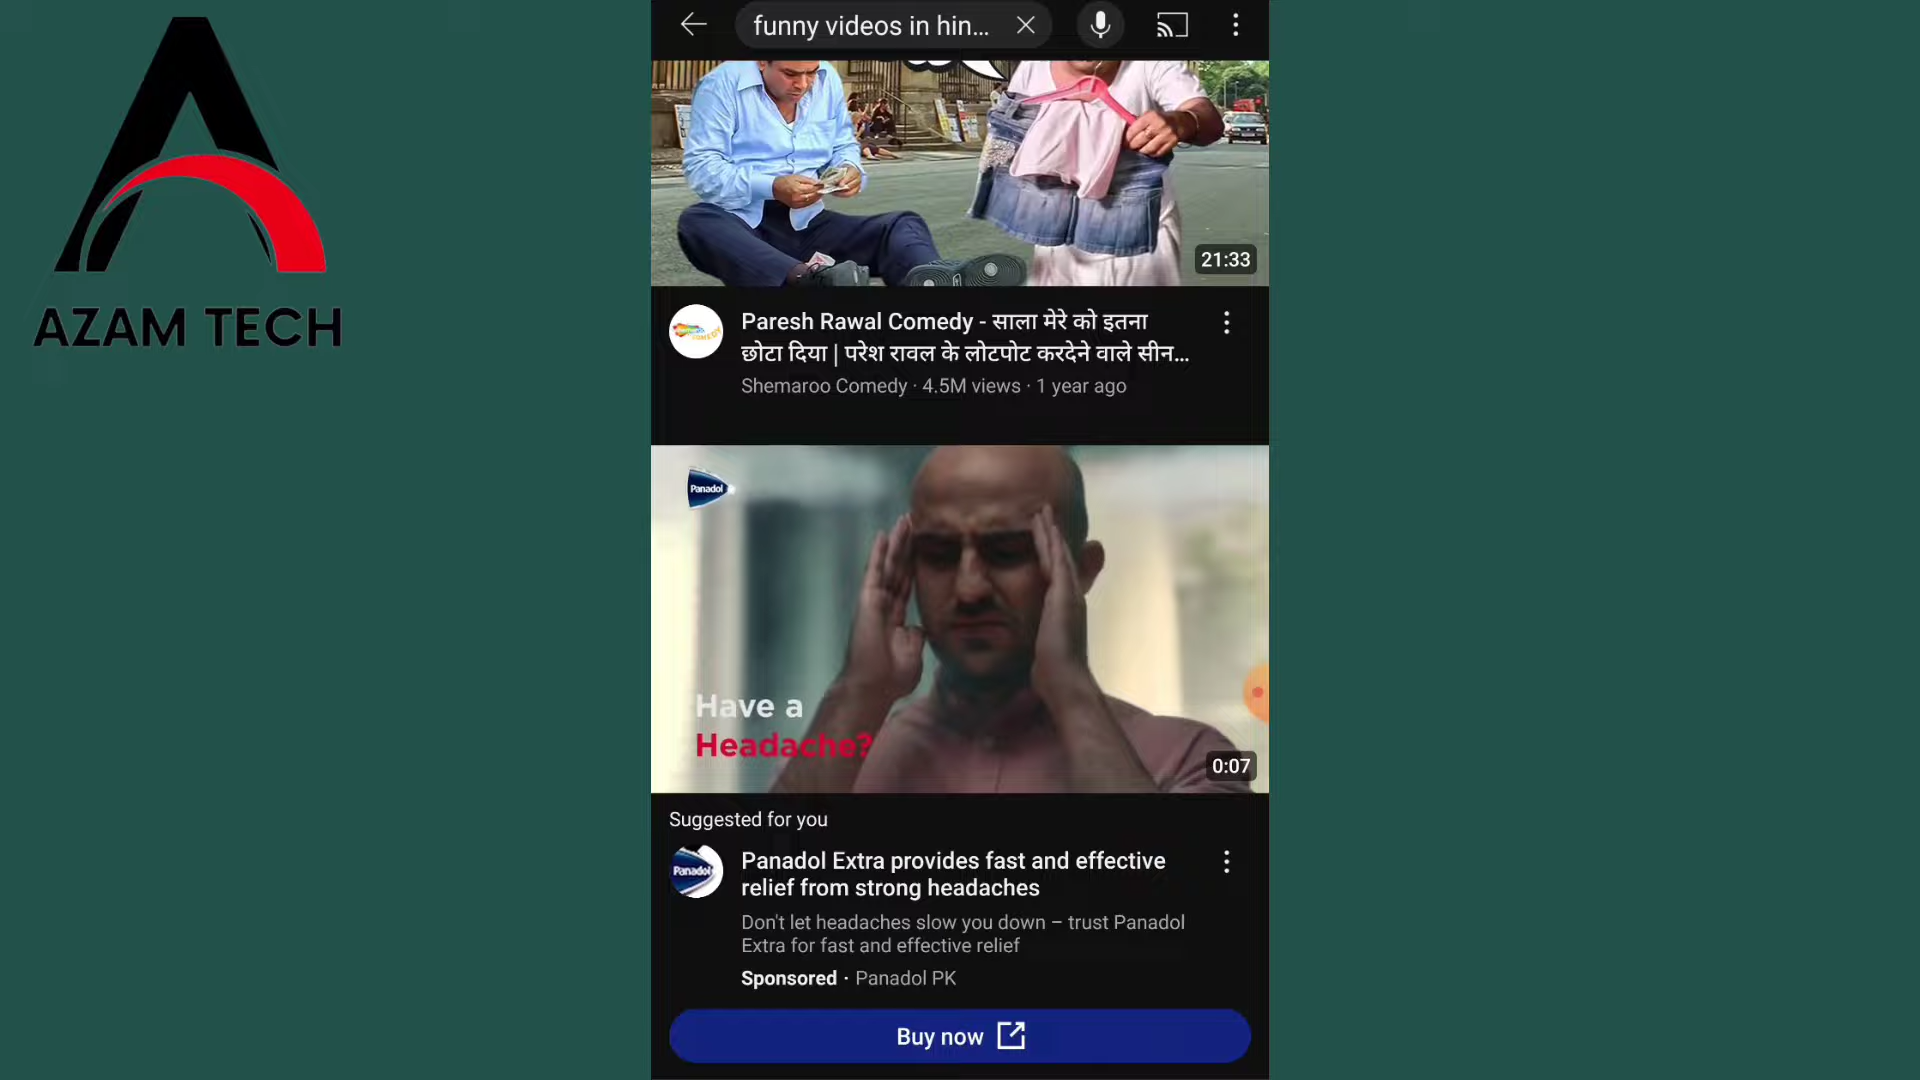 AZAM TECH
funny videos in hin...
21:33
Paresh Rawal Comedy - साला मेरे को इतना
छोटा दिया | परेश रावल के लोटपोट करदेने वाले सीन...
Shemaroo Comedy · 4.5M views · 1 year ago
Panadol
Have a
Headache?
0:07
Suggested for you
Panadol
Panadol Extra provides fast and effective
relief from strong headaches
Don't let headaches slow you down – trust Panadol
Extra for fast and effective relief
Sponsored · Panadol PK
Buy now